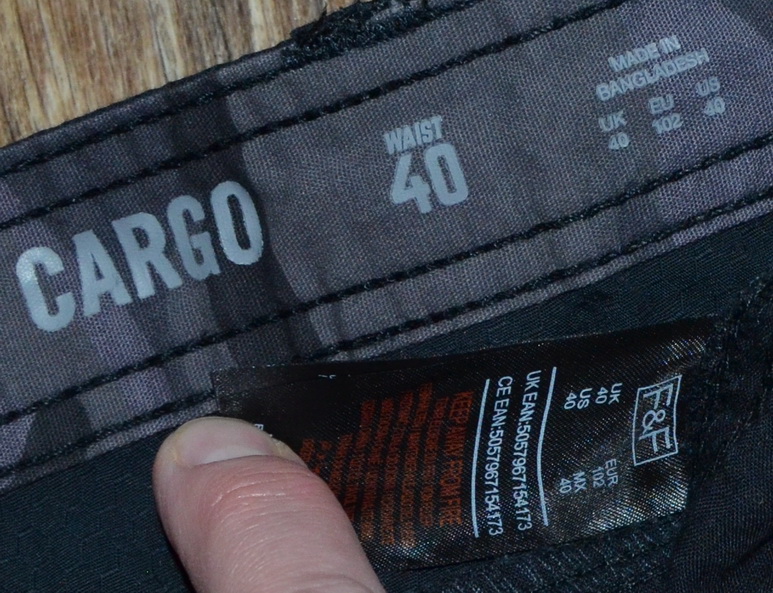 CARGO
WAIST
40
MADE IN
BANGLADESH
UK EU US
40 102 40
F&F
UK EUR
40 102
US MX
40 40
UK EAN:5057967154173
CE EAN:5057967154173
KEEP AWAY FROM FIRE